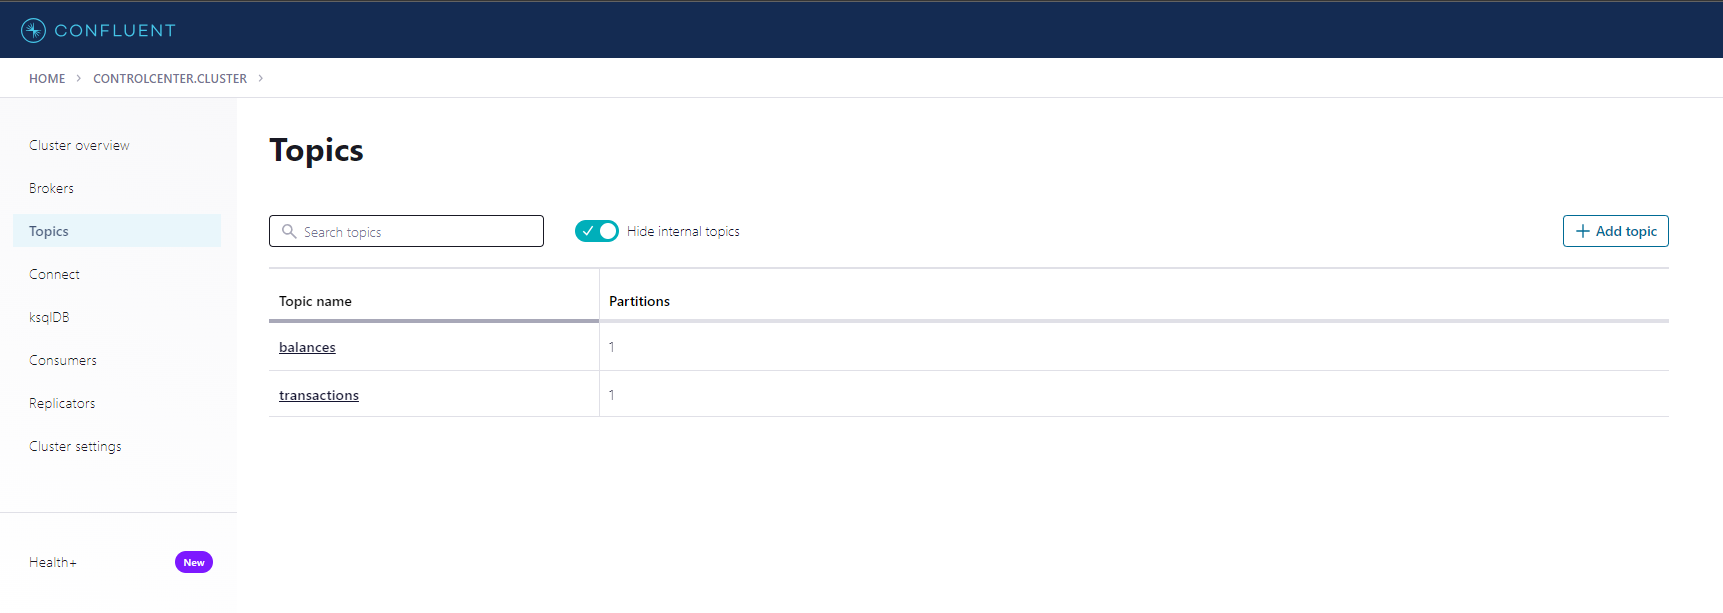 CONFLUENT
HOME > CONTROLCENTER.CLUSTER >
Cluster overview
Brokers
Topics
Connect
ksqlDB
Consumers
Replicators
Cluster settings
Health+ New
Topics
Search topics
Hide internal topics
+ Add topic
Topic name Partitions
balances 1
transactions 1